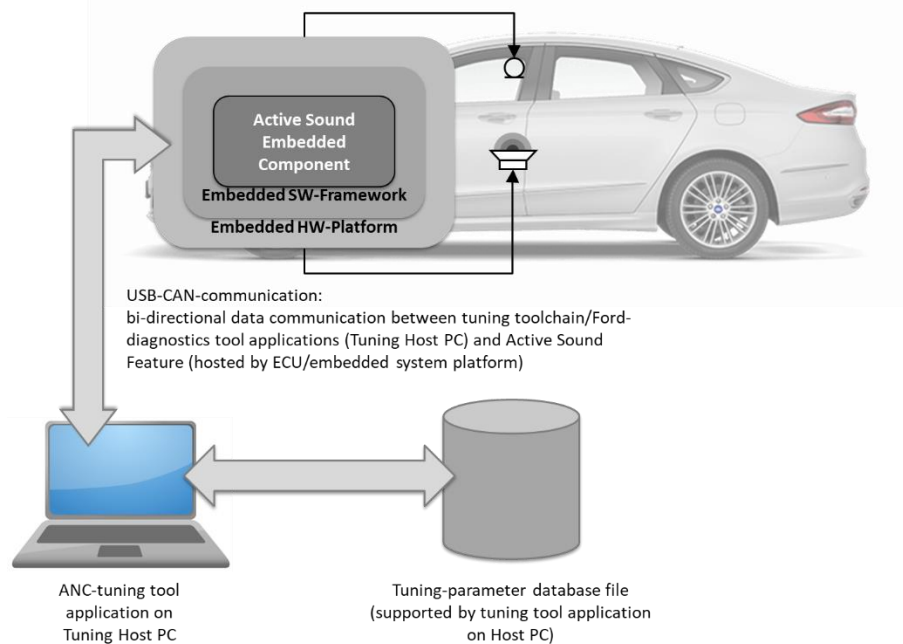 Active Sound
Embedded
Component
Embedded SW-Framework
Embedded HW-Platform
USB-CAN-communication:
bi-directional data communication between tuning toolchain/Ford-
diagnostics tool applications (Tuning Host PC) and Active Sound
Feature (hosted by ECU/embedded system platform)
ANC-tuning tool
application on
Tuning Host PC
Tuning-parameter database file
(supported by tuning tool application
on Host PC)